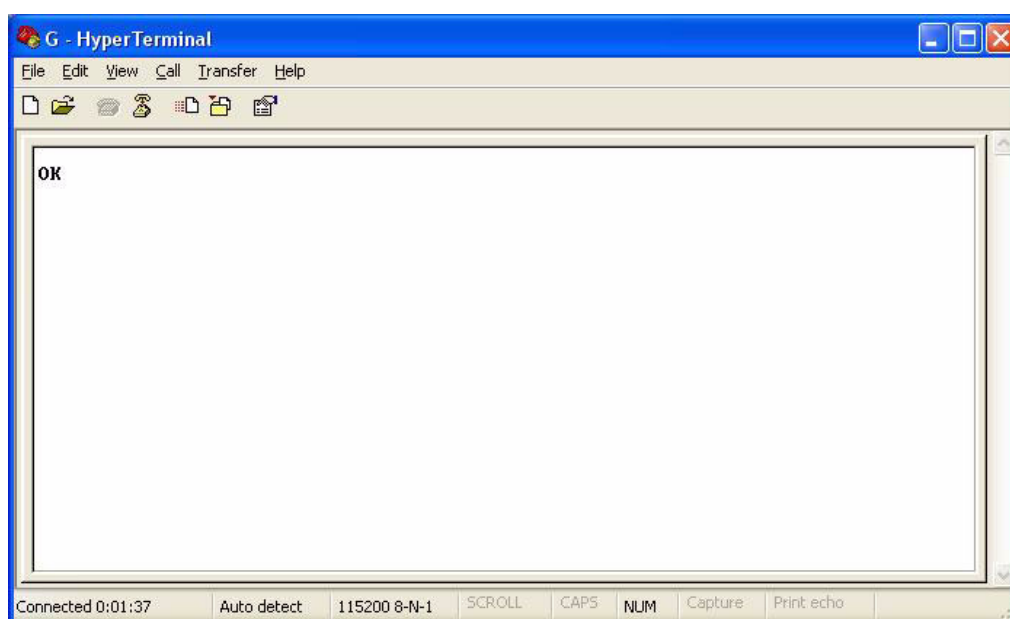 G - HyperTerminal
File Edit View Call Transfer Help
OK
Connected 0:01:37 Auto detect 115200 8-N-1 SCROLL CAPS NUM Capture Print echo